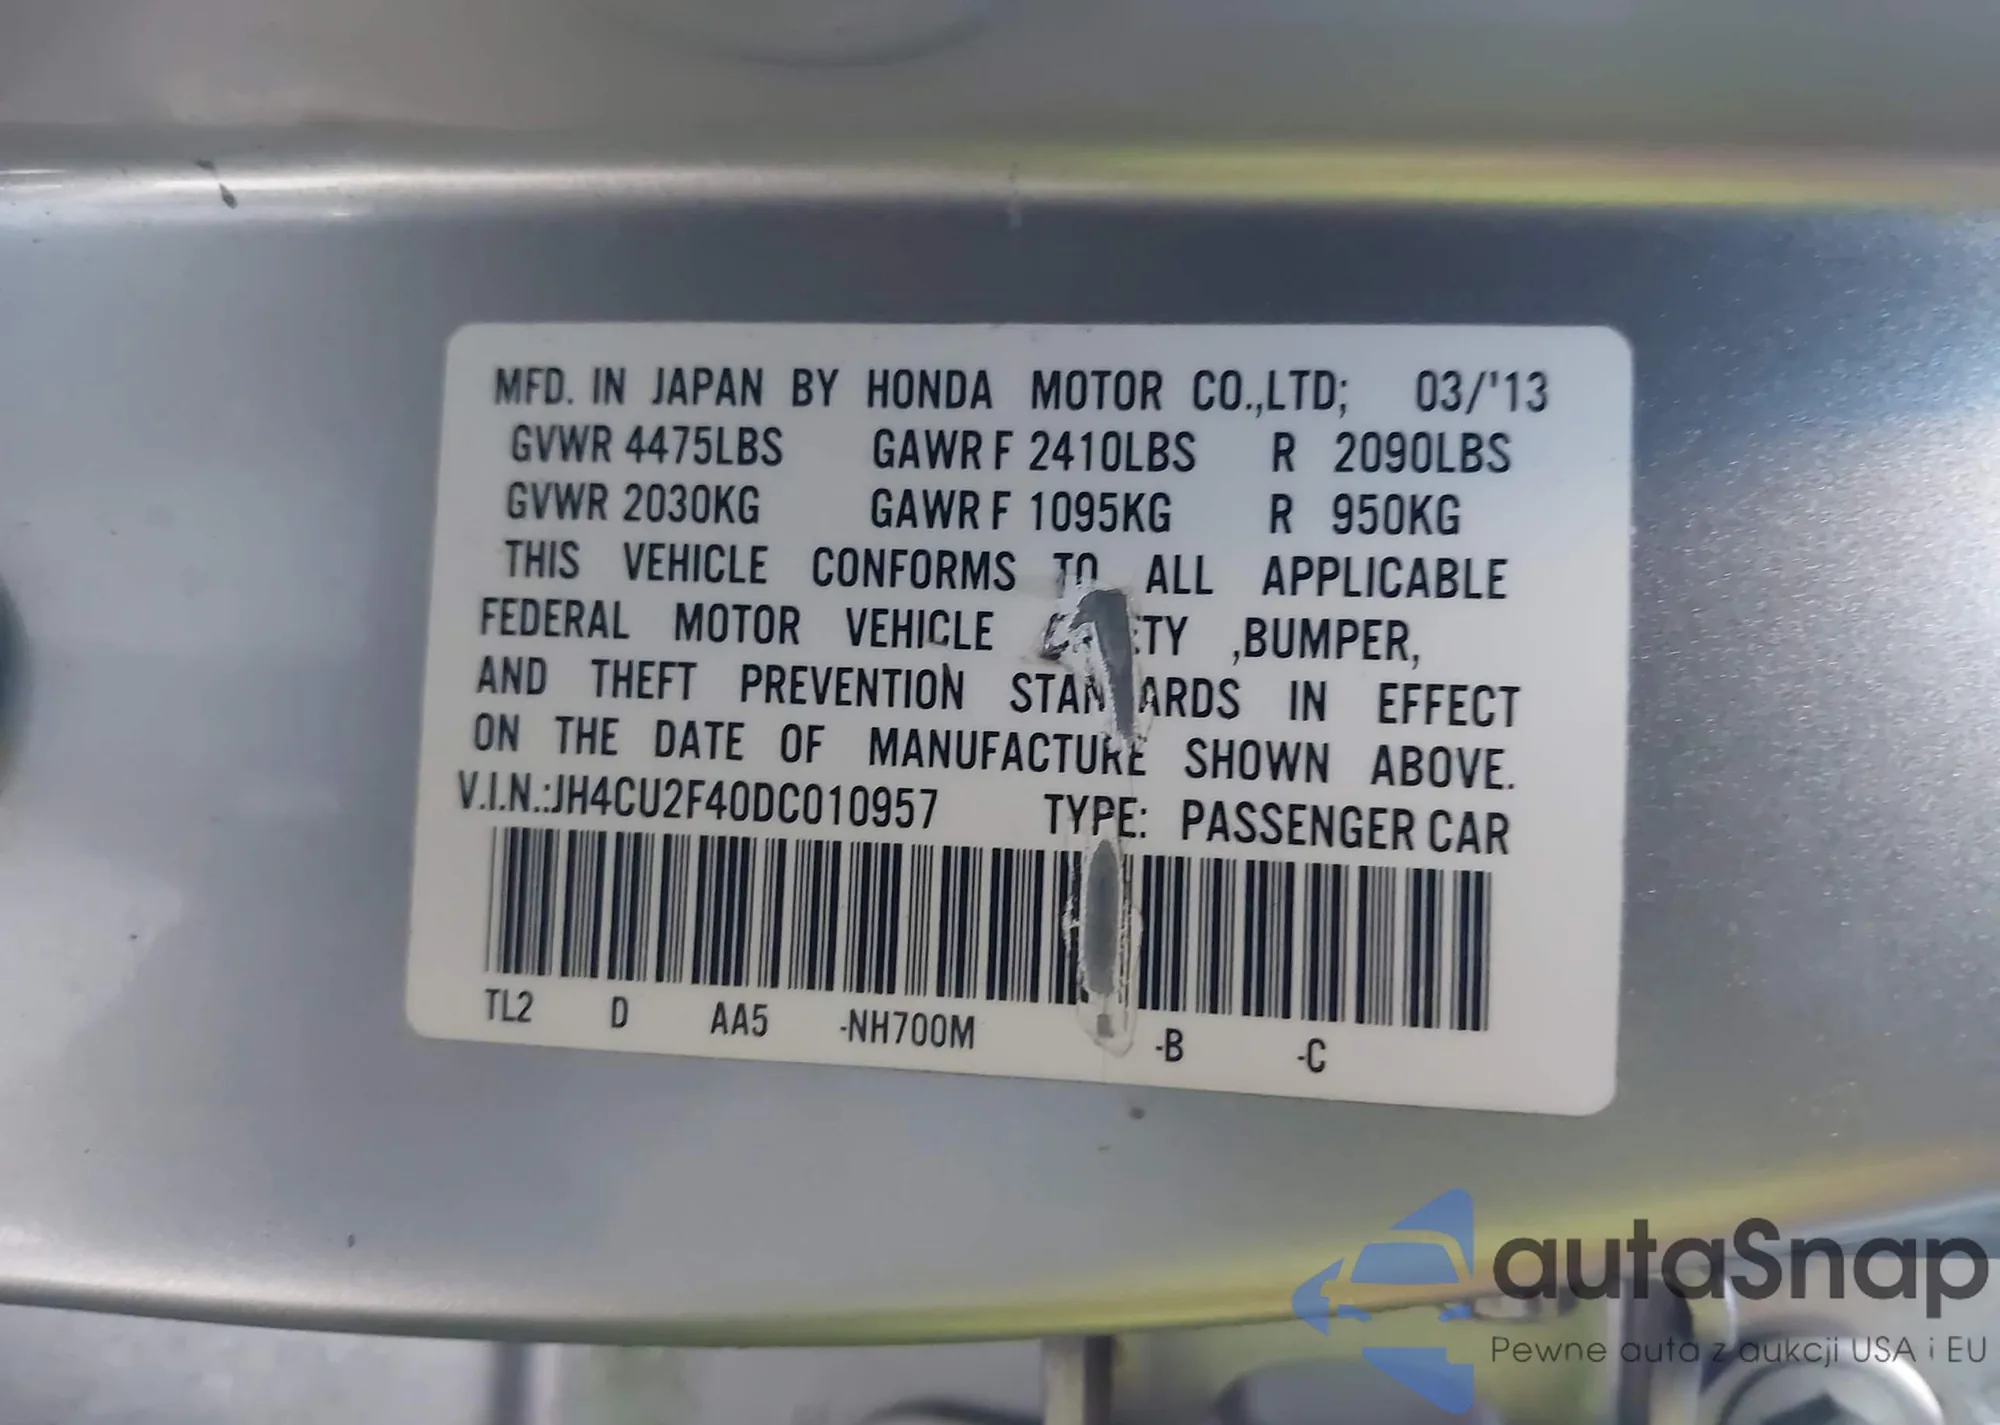 MFD. IN JAPAN BY HONDA MOTOR CO.,LTD; 03/'13
GVWR 4475LBS GAWR F 2410LBS R 2090LBS
GVWR 2030KG GAWR F 1095KG R 950KG
THIS VEHICLE CONFORMS TO ALL APPLICABLE
FEDERAL MOTOR VEHICLE ,BUMPER,
AND THEFT PREVENTION STANDARDS IN EFFECT
ON THE DATE OF MANUFACTURE SHOWN ABOVE.
V.I.N.:JH4CU2F40DC010957 TYPE: PASSENGER CAR
TL2 D AA5 -NH700M -B -C
autaSnap
Pewne auta z aukcji USA i EU